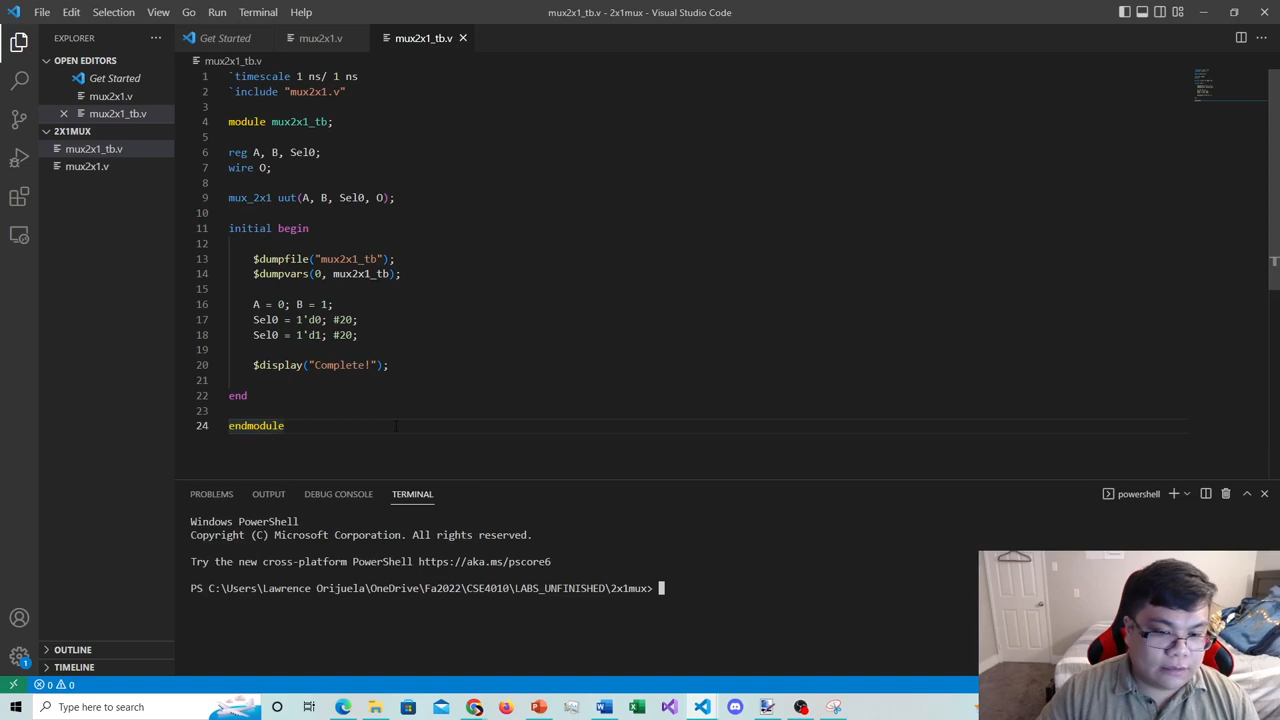 File Edit Selection View Go Run Terminal Help
mux2x1_tb.v - 2x1mux - Visual Studio Code
EXPLORER
OPEN EDITORS
Get Started
mux2x1.v
mux2x1_tb.v
2X1MUX
mux2x1_tb.v
mux2x1.v
OUTLINE
TIMELINE
Get Started mux2x1.v mux2x1_tb.v
mux2x1_tb.v
1 `timescale 1 ns/ 1 ns
2 `include "mux2x1.v"
3
4 module mux2x1_tb;
5
6 reg A, B, Sel0;
7 wire O;
8
9 mux_2x1 uut(A, B, Sel0, O);
10
11 initial begin
12
13 $dumpfile("mux2x1_tb");
14 $dumpvars(0, mux2x1_tb);
15
16 A = 0; B = 1;
17 Sel0 = 1'd0; #20;
18 Sel0 = 1'd1; #20;
19
20 $display("Complete!");
21
22 end
23
24 endmodule
PROBLEMS OUTPUT DEBUG CONSOLE TERMINAL
powershell
Windows PowerShell
Copyright (C) Microsoft Corporation. All rights reserved.
Try the new cross-platform PowerShell https://aka.ms/pscore6
PS C:\Users\Lawrence Orijuela\OneDrive\Fa2022\CSE4010\LABS_UNFINISHED\2x1mux>
1
0 0
Type here to search